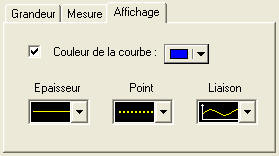 Grandeur Mesure Affichage
Couleur de la courbe :
Epaisseur Point Liaison